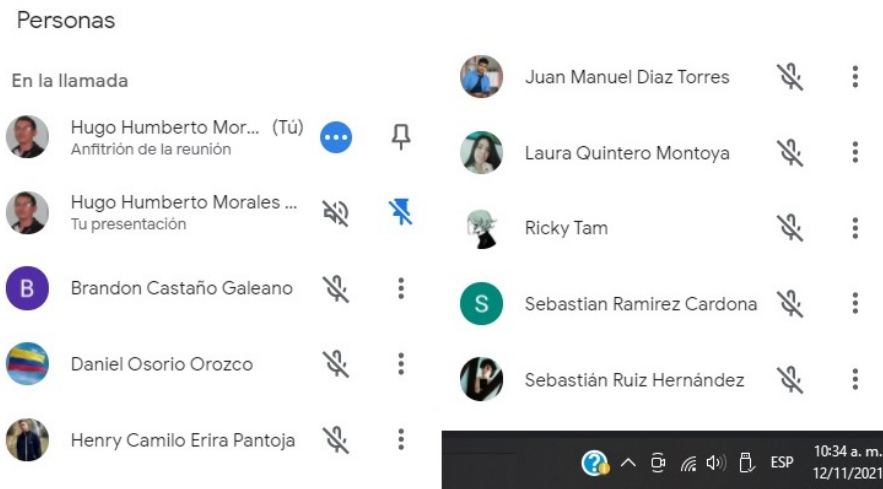 Personas
En la llamada
Hugo Humberto Mor... (Tú)
Anfitrión de la reunión
Hugo Humberto Morales ...
Tu presentación
B
Brandon Castaño Galeano
Daniel Osorio Orozco
Henry Camilo Erira Pantoja
Juan Manuel Diaz Torres
Laura Quintero Montoya
Ricky Tam
S
Sebastian Ramirez Cardona
Sebastián Ruiz Hernández
ESP
10:34 a. m.
12/11/2021